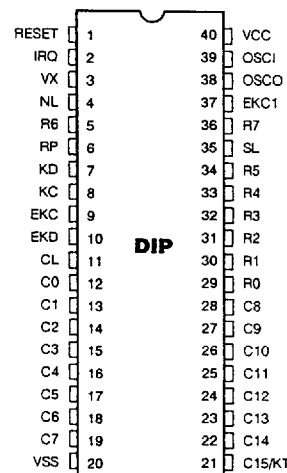 RESET 1 40 VCC
IRQ 2 39 OSCI
VX 3 38 OSCO
NL 4 37 EKC1
R6 5 36 R7
RP 6 35 SL
KD 7 34 R5
KC 8 33 R4
EKC 9 32 R3
EKD 10 31 R2
DIP
CL 11 30 R1
C0 12 29 R0
C1 13 28 C8
C2 14 27 C9
C3 15 26 C10
C4 16 25 C11
C5 17 24 C12
C6 18 23 C13
C7 19 22 C14
VSS 20 21 C15/KT